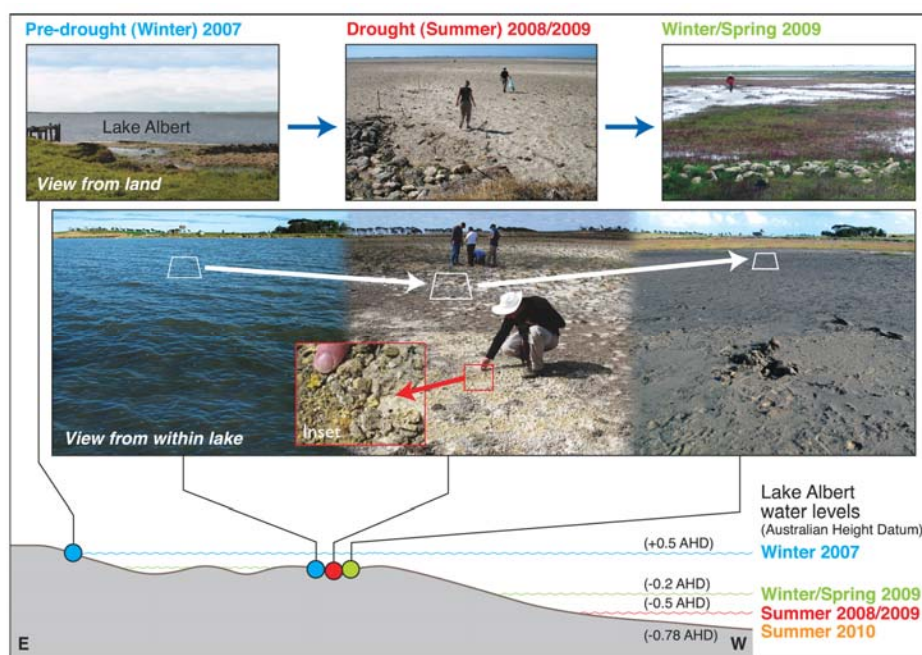 Pre-drought (Winter) 2007
Drought (Summer) 2008/2009
Winter/Spring 2009
Lake Albert
View from land
Inset
View from within lake
Lake Albert
water levels
(Australian Height Datum)
(+0.5 AHD)
Winter 2007
(-0.2 AHD)
Winter/Spring 2009
(-0.5 AHD)
Summer 2008/2009
(-0.78 AHD)
Summer 2010
E
W